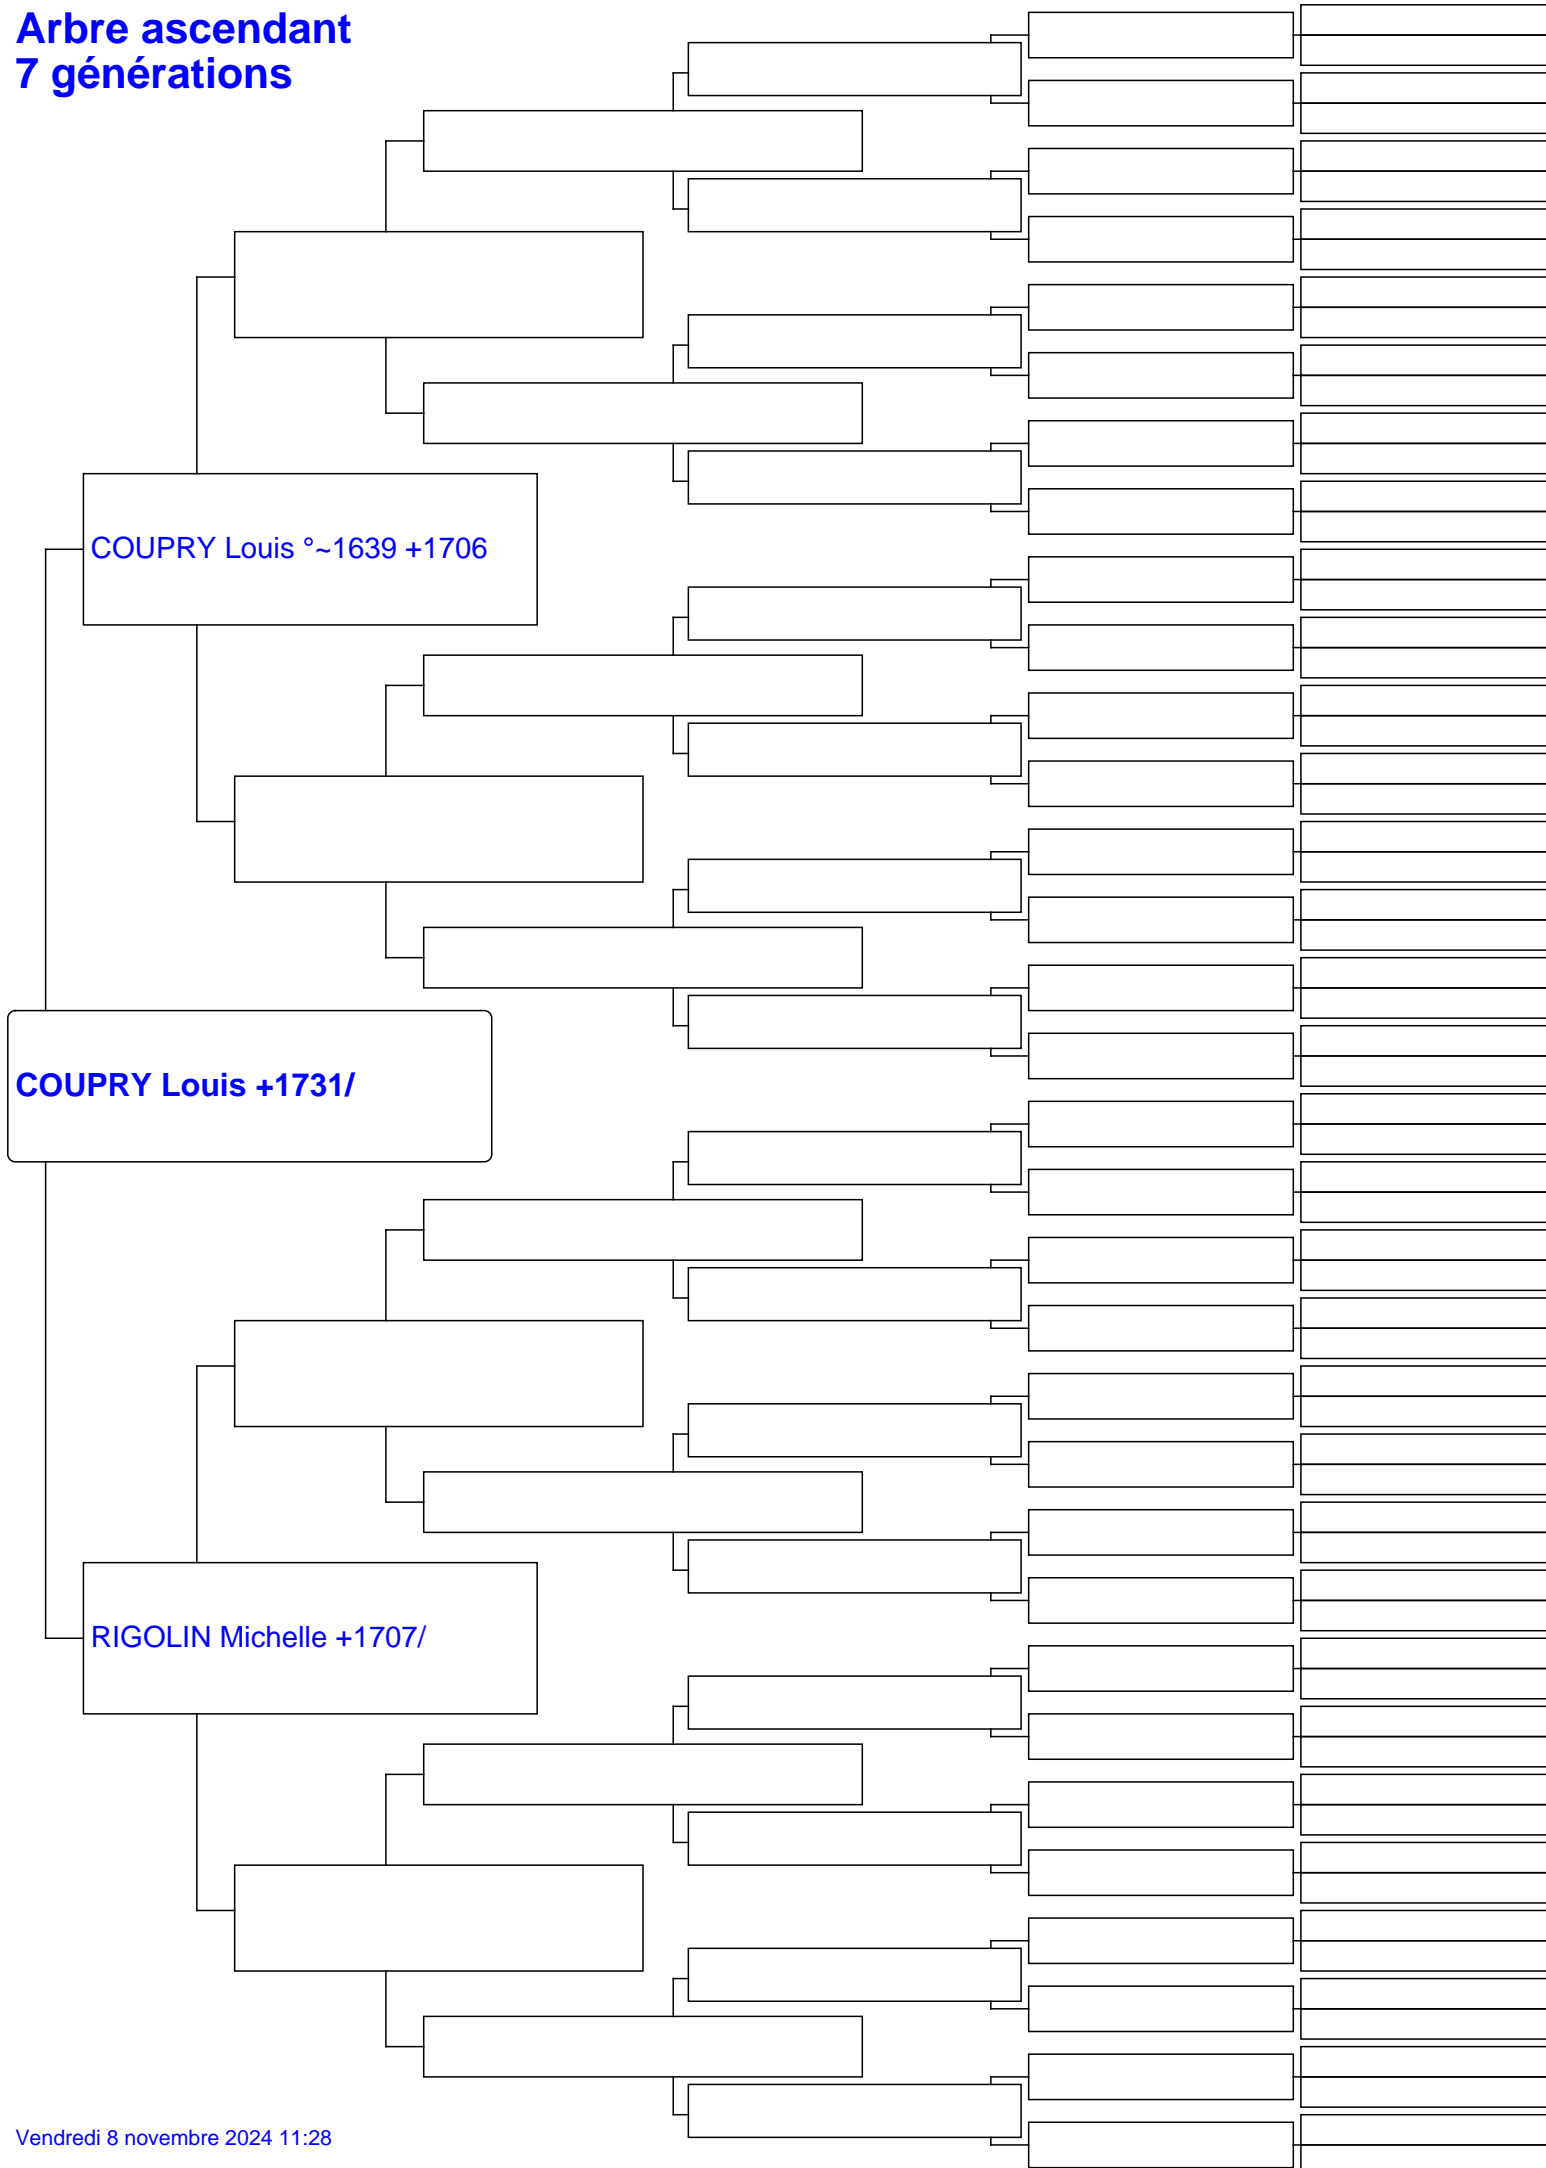 Arbre ascendant
7 générations
COUPRY Louis °~1639 +1706
COUPRY Louis +1731/
RIGOLIN Michelle +1707/
Vendredi 8 novembre 2024 11:28